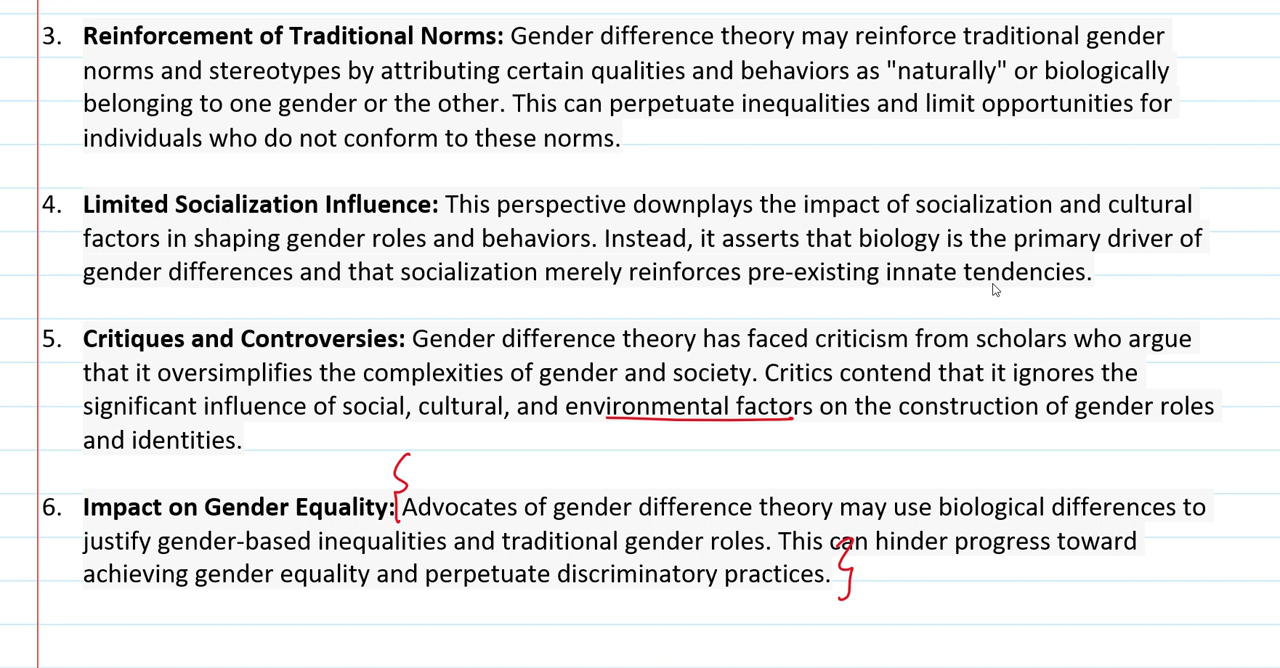 3. Reinforcement of Traditional Norms: Gender difference theory may reinforce traditional gender
norms and stereotypes by attributing certain qualities and behaviors as "naturally" or biologically
belonging to one gender or the other. This can perpetuate inequalities and limit opportunities for
individuals who do not conform to these norms.
4. Limited Socialization Influence: This perspective downplays the impact of socialization and cultural
factors in shaping gender roles and behaviors. Instead, it asserts that biology is the primary driver of
gender differences and that socialization merely reinforces pre-existing innate tendencies.
5. Critiques and Controversies: Gender difference theory has faced criticism from scholars who argue
that it oversimplifies the complexities of gender and society. Critics contend that it ignores the
significant influence of social, cultural, and environmental factors on the construction of gender roles
and identities.
6. Impact on Gender Equality: Advocates of gender difference theory may use biological differences to
justify gender-based inequalities and traditional gender roles. This can hinder progress toward
achieving gender equality and perpetuate discriminatory practices.